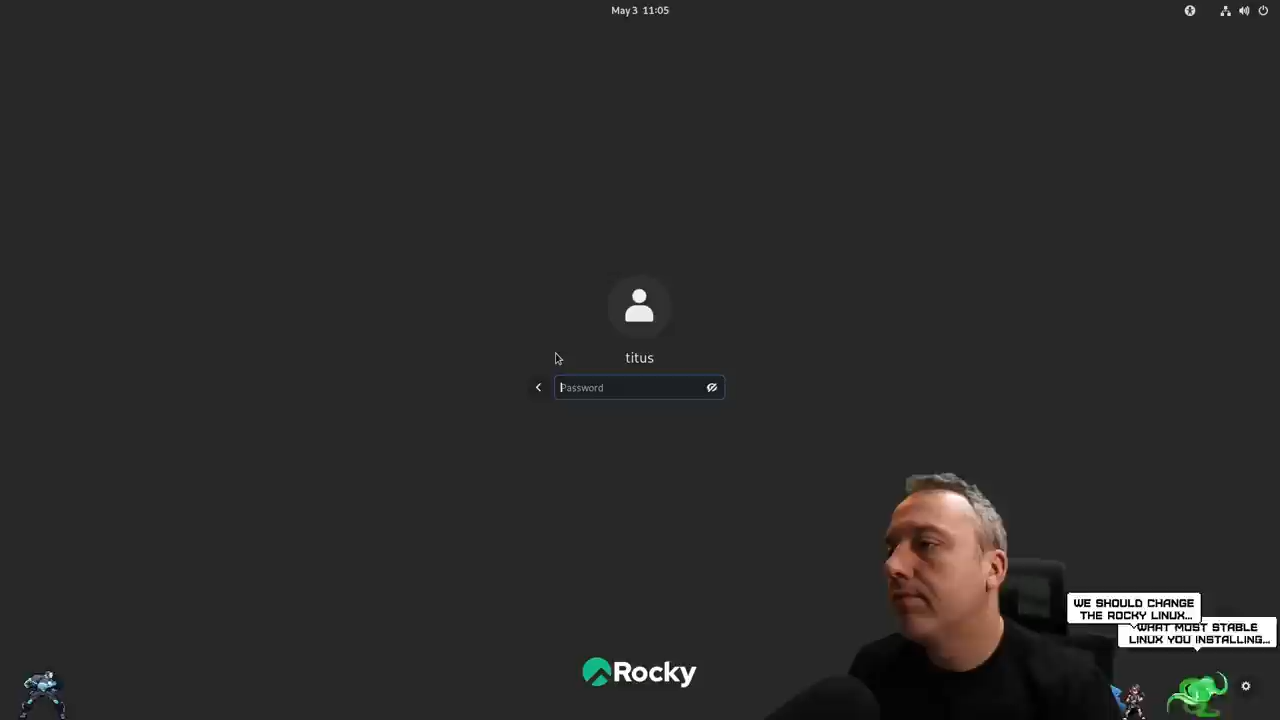 May 3 11:05
titus
Password
WE SHOULD CHANGE
THE ROCKY LINUX...
WHAT MOST STABLE
LINUX YOU INSTALLING...
Rocky